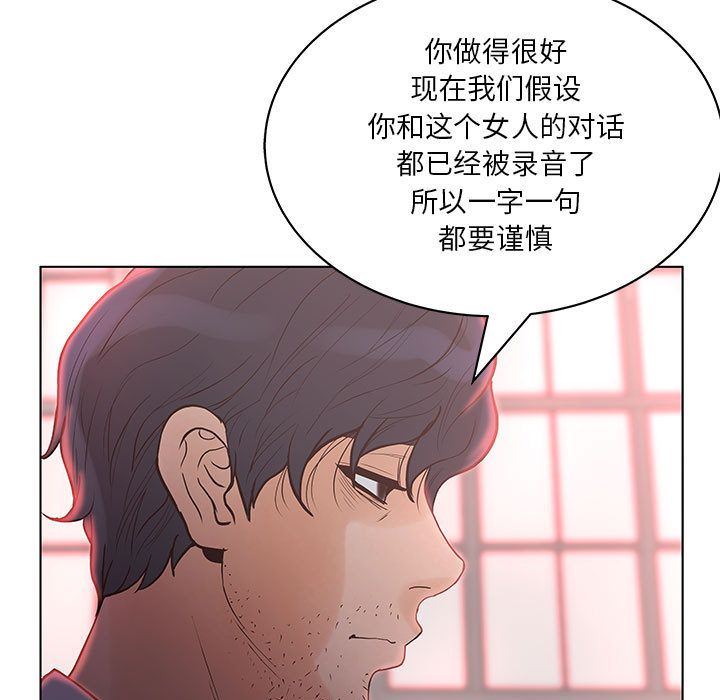 你做得很好
现在我们假设
你和这个女人的对话
都已经被录音了
所以一字一句
都要谨慎